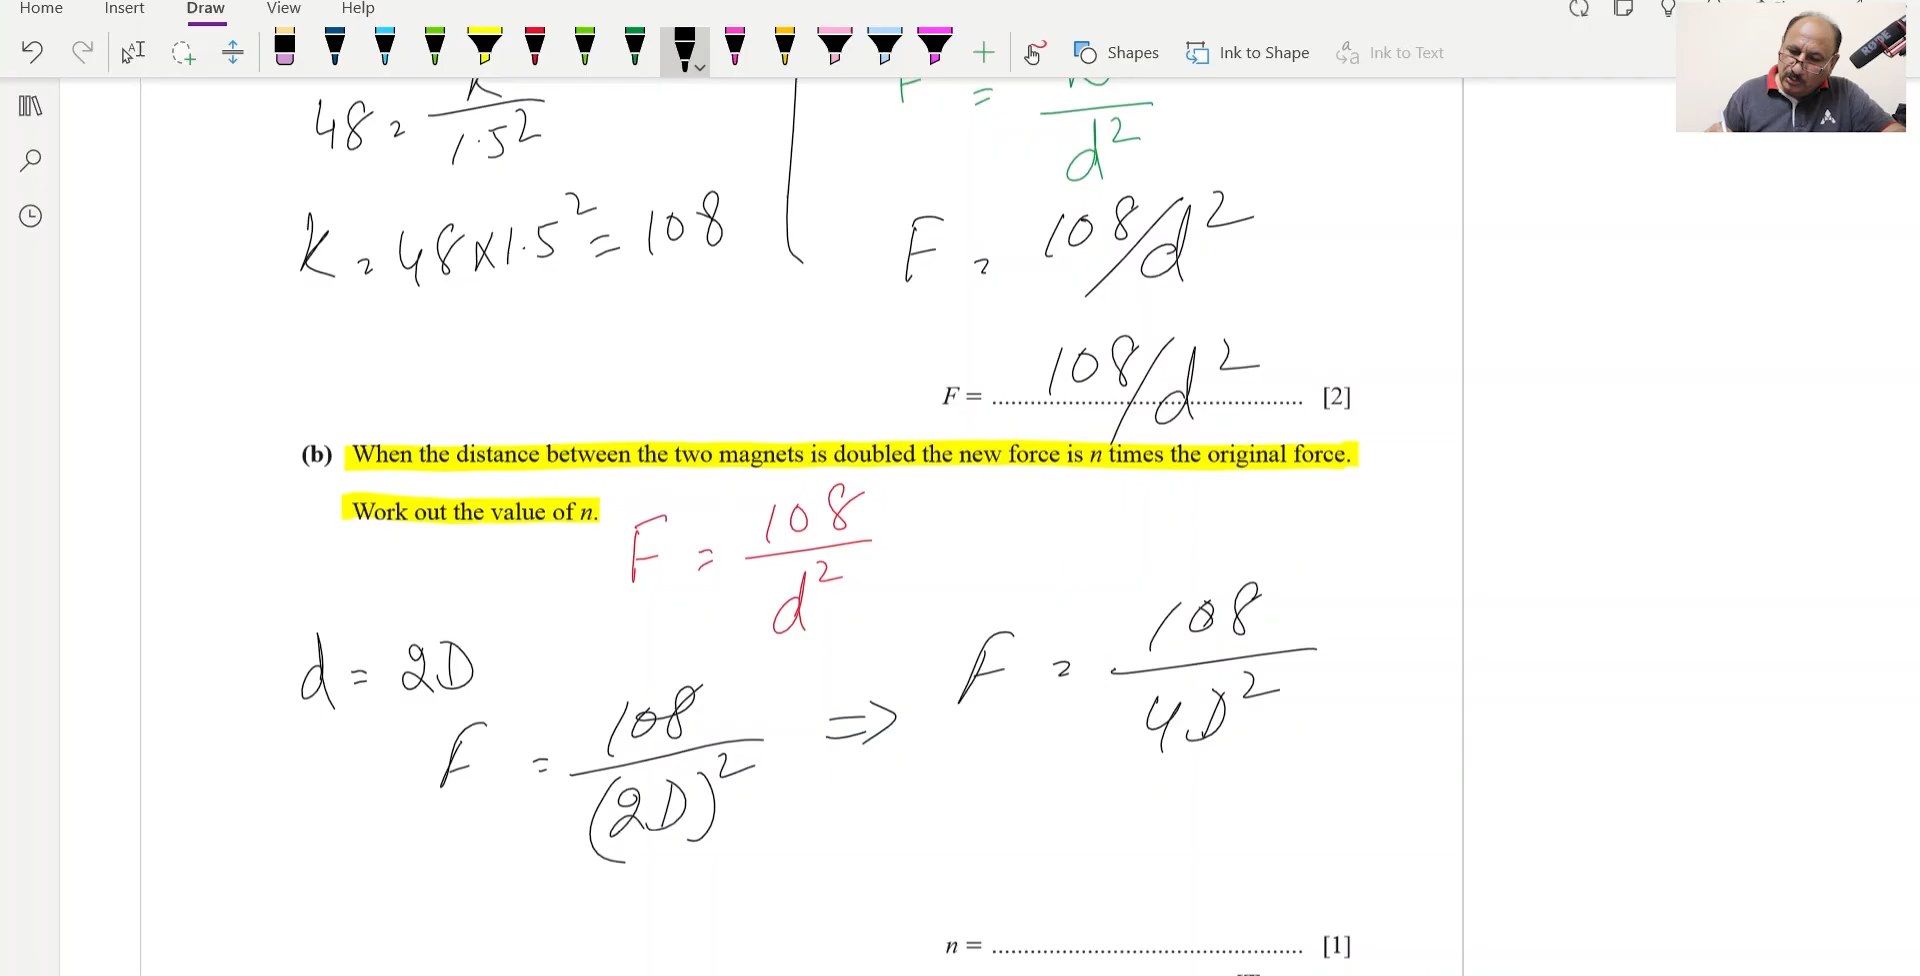 Home Insert Draw View Help
Shapes Ink to Shape Ink to Text
RØDE
48 = K / 1.5²
F = / d²
K = 48 × 1.5² = 108
F = 108/d²
F = 108/d² [2]
(b) When the distance between the two magnets is doubled the new force is n times the original force.
Work out the value of n.
F = 108 / d²
d = 2D
F = 108 / (2D)² => F = 108 / 4D²
n = ................................................ [1]